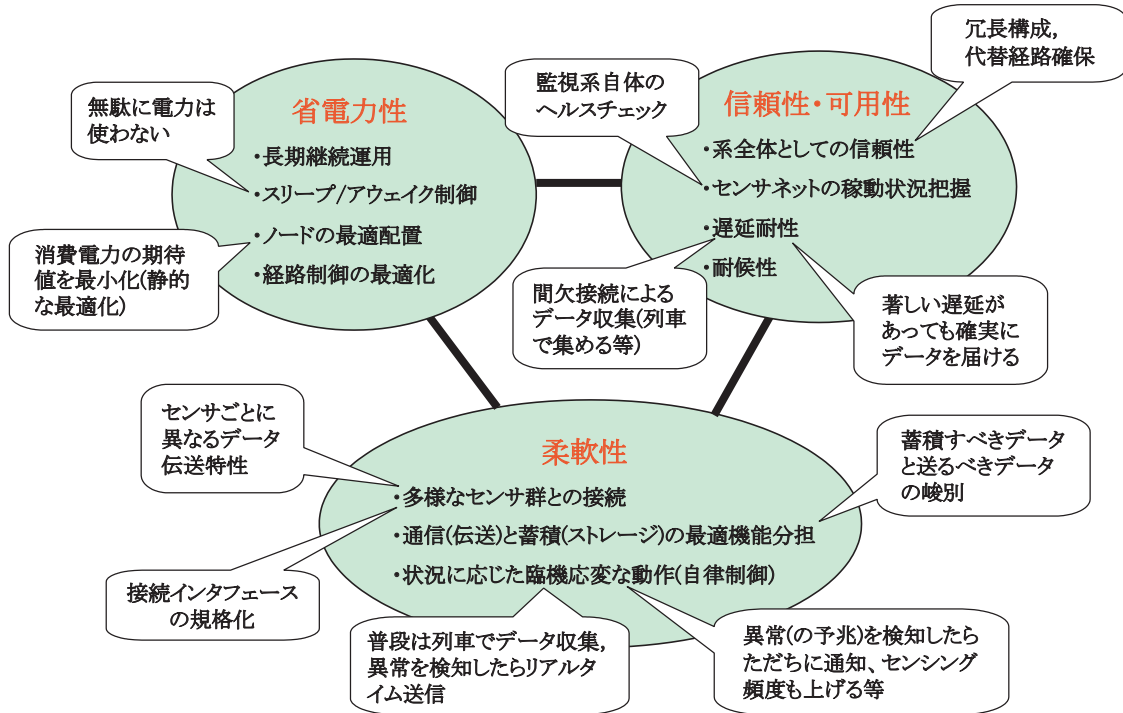 冗長構成,
代替経路確保
監視系自体の
ヘルスチェック
無駄に電力は
使わない
省電力性
・長期継続運用
・スリープ/アウェイク制御
・ノードの最適配置
・経路制御の最適化
消費電力の期待
値を最小化(静的
な最適化)
信頼性・可用性
・系全体としての信頼性
・センサネットの稼動状況把握
・遅延耐性
・耐候性
間欠接続による
データ収集(列車
で集める等)
著しい遅延が
あっても確実に
データを届ける
センサごとに
異なるデータ
伝送特性
柔軟性
・多様なセンサ群との接続
・通信(伝送)と蓄積(ストレージ)の最適機能分担
・状況に応じた臨機応変な動作(自律制御)
蓄積すべきデータ
と送るべきデータ
の峻別
接続インタフェース
の規格化
普段は列車でデータ収集,
異常を検知したらリアルタ
イム送信
異常(の予兆)を検知したら
ただちに通知、センシング
頻度も上げる等